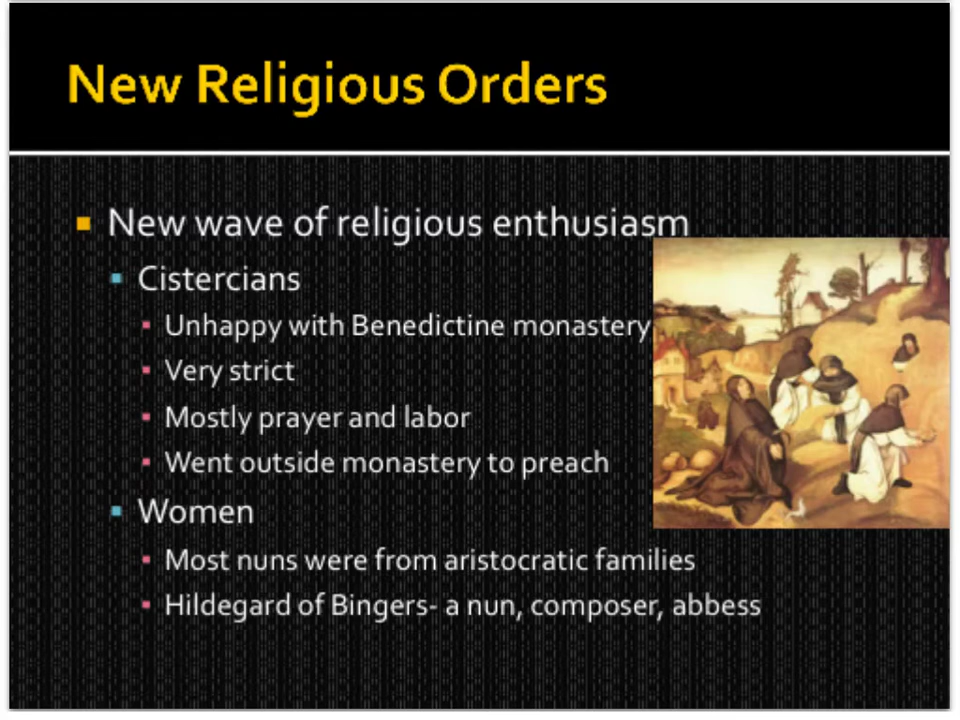 New Religious Orders
New wave of religious enthusiasm
Cistercians
Unhappy with Benedictine monastery
Very strict
Mostly prayer and labor
Went outside monastery to preach
Women
Most nuns were from aristocratic families
Hildegard of Bingers- a nun, composer, abbess